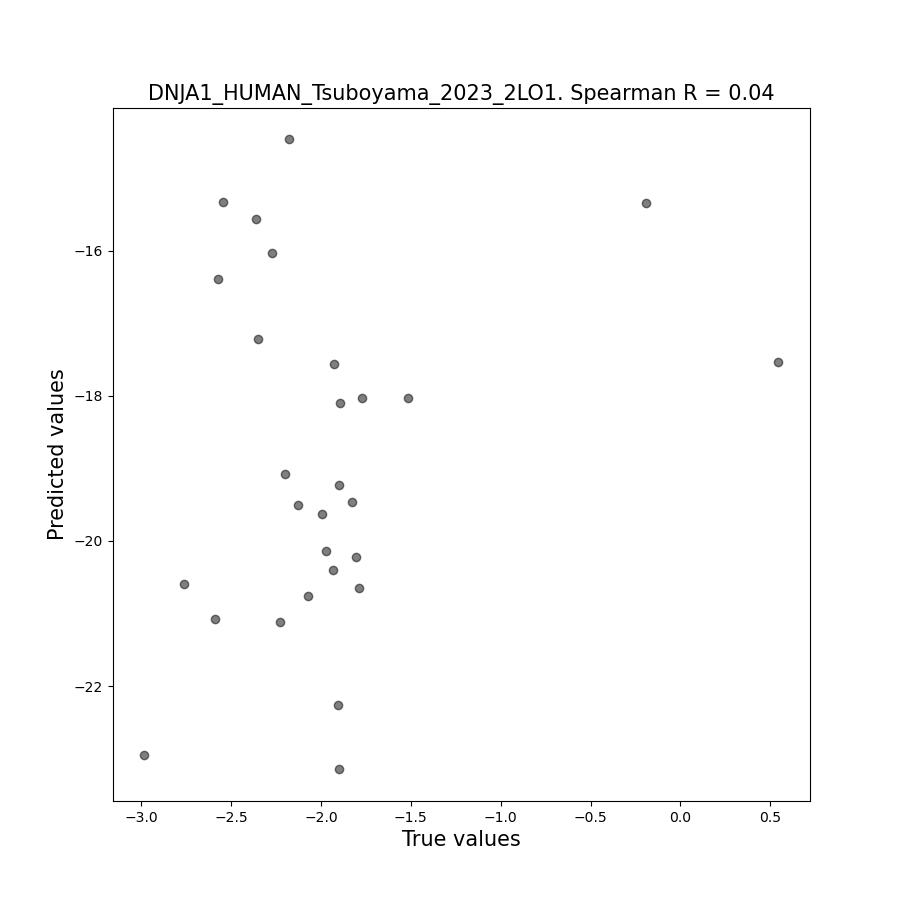 DNJA1_HUMAN_Tsuboyama_2023_2LO1. Spearman R = 0.04
Predicted values
−16
−18
−20
−22
−3.0 −2.5 −2.0 −1.5 −1.0 −0.5 0.0 0.5
True values